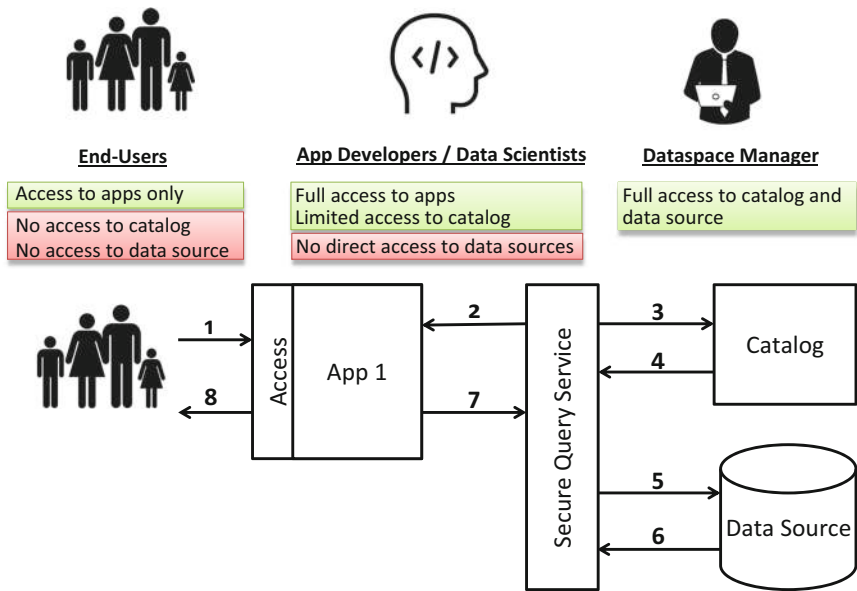 </>
End-Users
App Developers / Data Scientists
Dataspace Manager
Access to apps only
No access to catalog
No access to data source
Full access to apps
Limited access to catalog
No direct access to data sources
Full access to catalog and
data source
1
8
Access
App 1
2
7
Secure Query Service
3
4
Catalog
5
6
Data Source